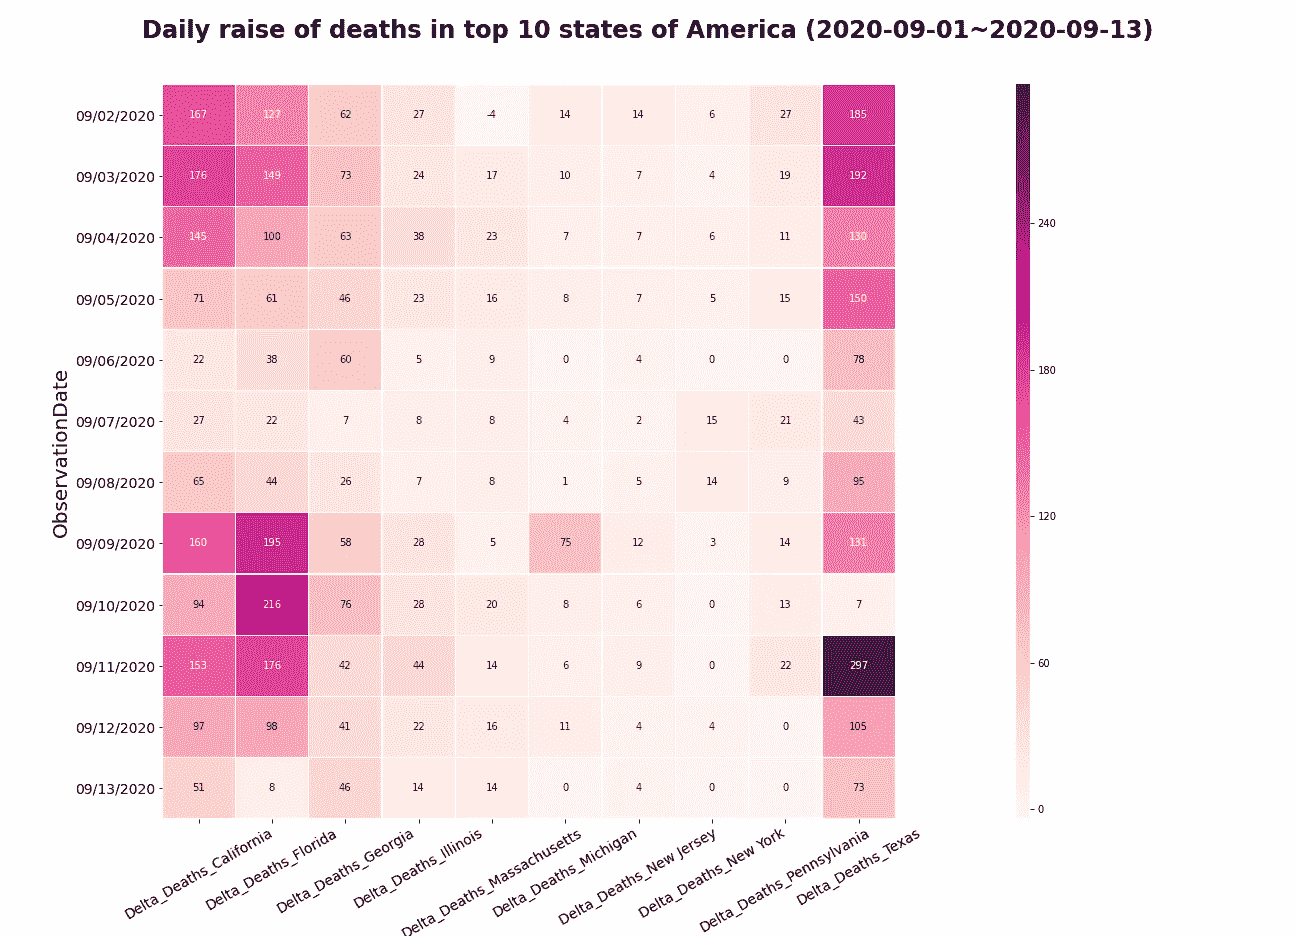 Daily raise of deaths in top 10 states of America (2020-09-01~2020-09-13)
ObservationDate
09/02/2020 167 127 62 27 -4 14 14 6 27 185
09/03/2020 176 149 73 24 17 10 7 4 19 192
09/04/2020 145 100 63 38 23 7 7 6 11 130
09/05/2020 71 61 46 23 16 8 7 5 15 150
09/06/2020 22 38 60 5 9 0 4 0 0 78
09/07/2020 27 22 7 8 8 4 2 15 21 43
09/08/2020 65 44 26 7 8 1 5 14 9 95
09/09/2020 160 195 58 28 5 75 12 3 14 131
09/10/2020 94 216 76 28 20 8 6 0 13 7
09/11/2020 153 176 42 44 14 6 9 0 22 297
09/12/2020 97 98 41 22 16 11 4 4 0 105
09/13/2020 51 8 46 14 14 0 4 0 0 73
Delta_Deaths_California
Delta_Deaths_Florida
Delta_Deaths_Georgia
Delta_Deaths_Illinois
Delta_Deaths_Massachusetts
Delta_Deaths_Michigan
Delta_Deaths_New Jersey
Delta_Deaths_New York
Delta_Deaths_Pennsylvania
Delta_Deaths_Texas
240
180
120
60
0